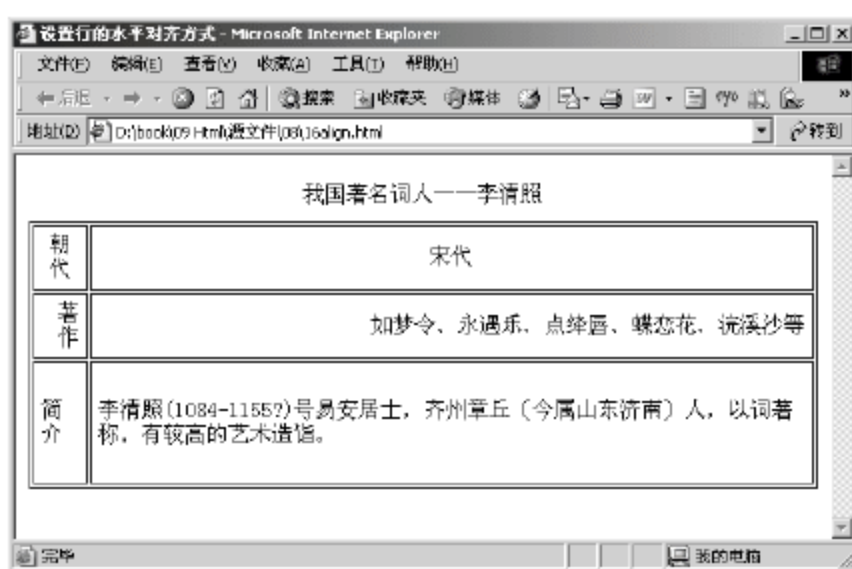 设置行的水平对齐方式 - Microsoft Internet Explorer
文件(F) 编辑(E) 查看(V) 收藏(A) 工具(T) 帮助(H)
后退 搜索 收藏夹 媒体
地址(D) D:\book\09 Html\源文件\08\16align.html 转到
我国著名词人——李清照
朝
代
宋代
著
作
如梦令、永遇乐、点绛唇、蝶恋花、浣溪沙等
简
介
李清照(1084-1155?)号易安居士，齐州章丘（今属山东济南）人，以词著
称，有较高的艺术造诣。
完毕 我的电脑